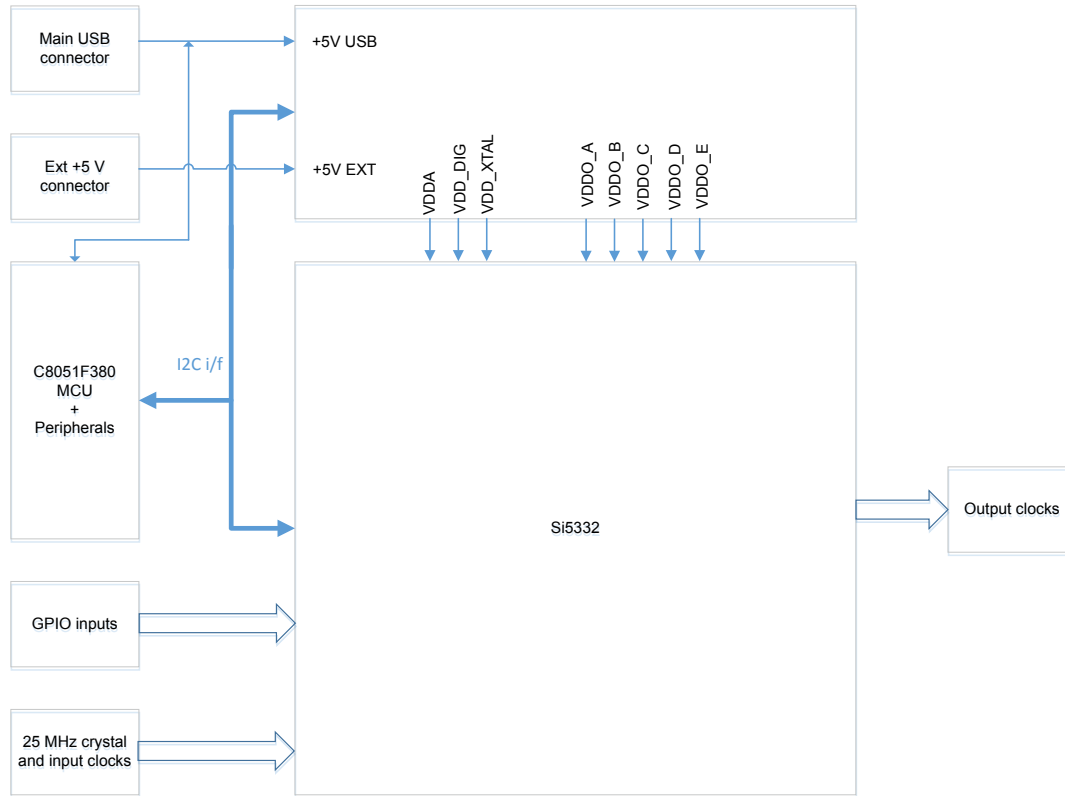 Main USB
connector
+5V USB
Ext +5 V
connector
+5V EXT
VDDA
VDD_DIG
VDD_XTAL
VDDO_A
VDDO_B
VDDO_C
VDDO_D
VDDO_E
I2C i/f
C8051F380
MCU
+
Peripherals
Si5332
Output clocks
GPIO inputs
25 MHz crystal
and input clocks